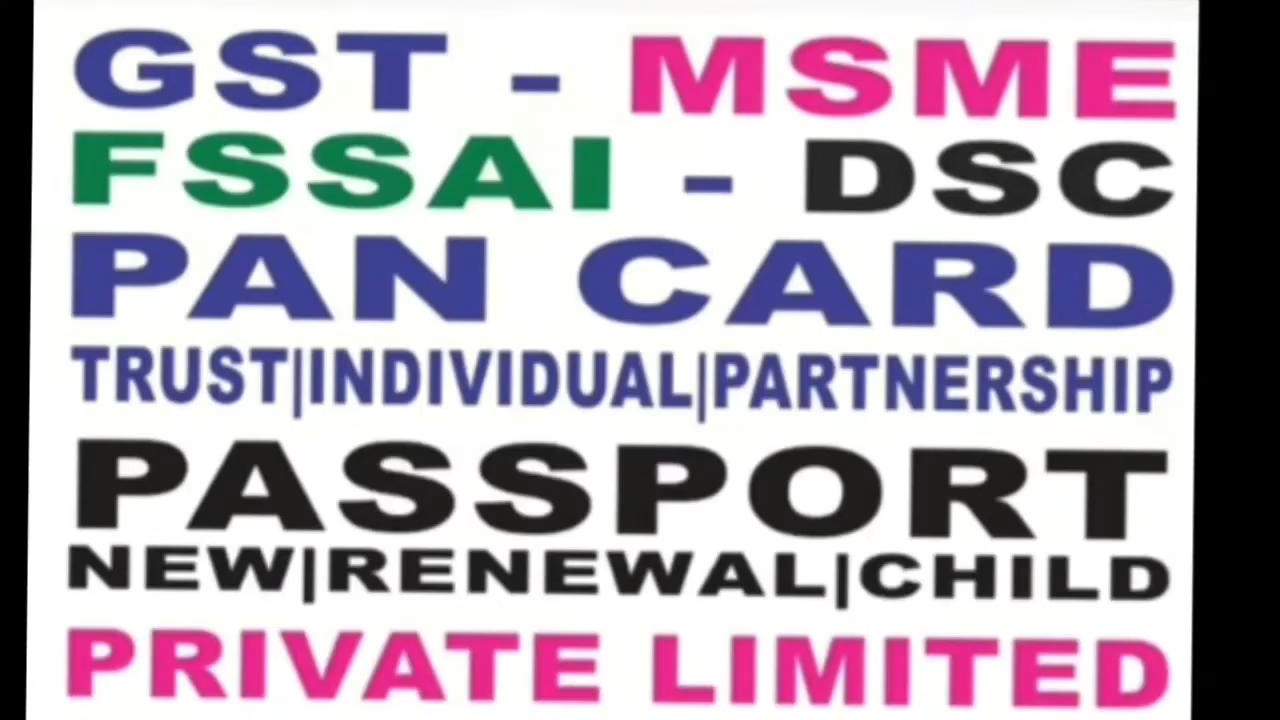 GST - MSME
FSSAI - DSC
PAN CARD
TRUST|INDIVIDUAL|PARTNERSHIP
PASSPORT
NEW|RENEWAL|CHILD
PRIVATE LIMITED